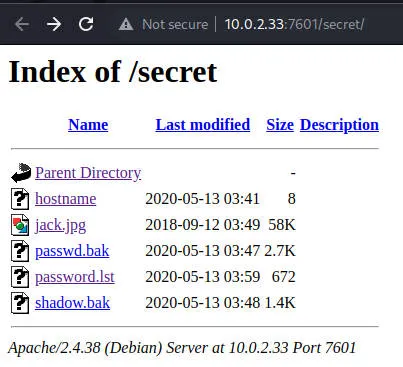 Not secure | 10.0.2.33:7601/secret/
Index of /secret
Name Last modified Size Description
Parent Directory -
hostname 2020-05-13 03:41 8
jack.jpg 2018-09-12 03:49 58K
passwd.bak 2020-05-13 03:47 2.7K
password.lst 2020-05-13 03:59 672
shadow.bak 2020-05-13 03:48 1.4K
Apache/2.4.38 (Debian) Server at 10.0.2.33 Port 7601